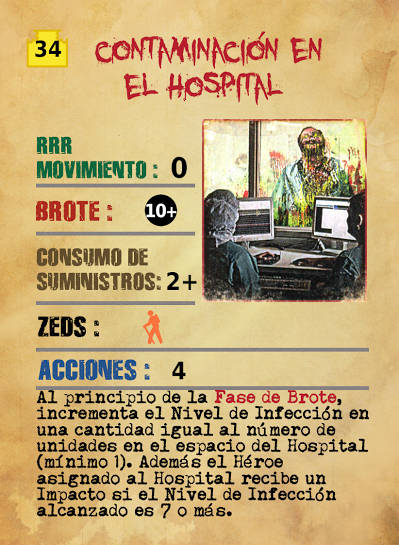 34
CONTAMINACIÓN EN
EL HOSPITAL
RRR
MOVIMIENTO : 0
BROTE : 10+
CONSUMO DE
SUMINISTROS: 2+
ZEDS :
ACCIONES : 4
Al principio de la Fase de Brote,
incrementa el Nivel de Infección en
una cantidad igual al número de
unidades en el espacio del Hospital
(mínimo 1). Además el Héroe
asignado al Hospital recibe un
Impacto si el Nivel de Infección
alcanzado es 7 o más.